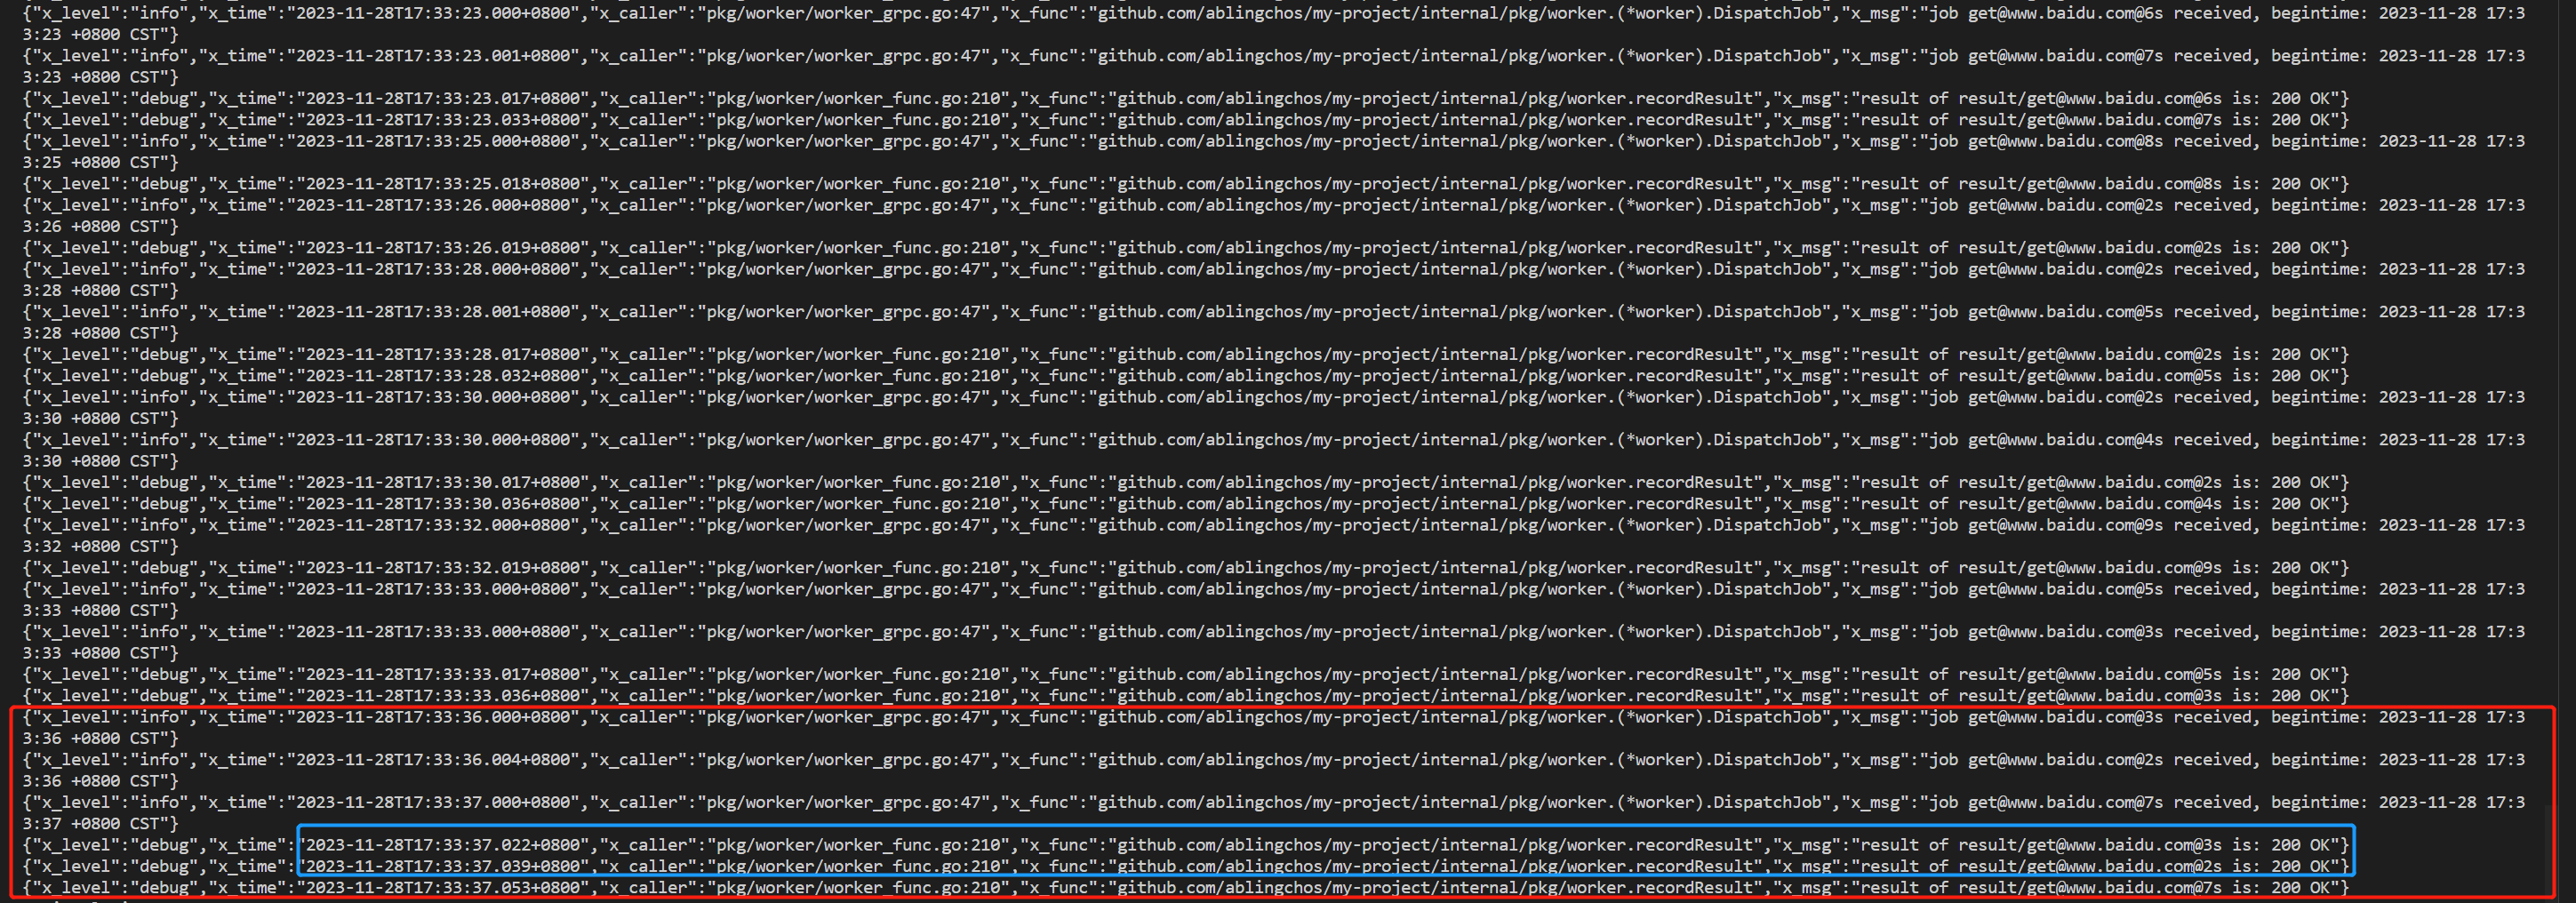 {"x_level":"info","x_time":"2023-11-28T17:33:23.000+0800","x_caller":"pkg/worker/worker_grpc.go:47","x_func":"github.com/ablingchos/my-project/internal/pkg/worker.(*worker).DispatchJob","x_msg":"job get@www.baidu.com@6s received, begintime: 2023-11-28 17:3
3:23 +0800 CST"}
{"x_level":"info","x_time":"2023-11-28T17:33:23.001+0800","x_caller":"pkg/worker/worker_grpc.go:47","x_func":"github.com/ablingchos/my-project/internal/pkg/worker.(*worker).DispatchJob","x_msg":"job get@www.baidu.com@7s received, begintime: 2023-11-28 17:3
3:23 +0800 CST"}
{"x_level":"debug","x_time":"2023-11-28T17:33:23.017+0800","x_caller":"pkg/worker/worker_func.go:210","x_func":"github.com/ablingchos/my-project/internal/pkg/worker.recordResult","x_msg":"result of result/get@www.baidu.com@6s is: 200 OK"}
{"x_level":"debug","x_time":"2023-11-28T17:33:23.033+0800","x_caller":"pkg/worker/worker_func.go:210","x_func":"github.com/ablingchos/my-project/internal/pkg/worker.recordResult","x_msg":"result of result/get@www.baidu.com@7s is: 200 OK"}
{"x_level":"info","x_time":"2023-11-28T17:33:25.000+0800","x_caller":"pkg/worker/worker_grpc.go:47","x_func":"github.com/ablingchos/my-project/internal/pkg/worker.(*worker).DispatchJob","x_msg":"job get@www.baidu.com@8s received, begintime: 2023-11-28 17:3
3:25 +0800 CST"}
{"x_level":"debug","x_time":"2023-11-28T17:33:25.018+0800","x_caller":"pkg/worker/worker_func.go:210","x_func":"github.com/ablingchos/my-project/internal/pkg/worker.recordResult","x_msg":"result of result/get@www.baidu.com@8s is: 200 OK"}
{"x_level":"info","x_time":"2023-11-28T17:33:26.000+0800","x_caller":"pkg/worker/worker_grpc.go:47","x_func":"github.com/ablingchos/my-project/internal/pkg/worker.(*worker).DispatchJob","x_msg":"job get@www.baidu.com@2s received, begintime: 2023-11-28 17:3
3:26 +0800 CST"}
{"x_level":"debug","x_time":"2023-11-28T17:33:26.019+0800","x_caller":"pkg/worker/worker_func.go:210","x_func":"github.com/ablingchos/my-project/internal/pkg/worker.recordResult","x_msg":"result of result/get@www.baidu.com@2s is: 200 OK"}
{"x_level":"info","x_time":"2023-11-28T17:33:28.000+0800","x_caller":"pkg/worker/worker_grpc.go:47","x_func":"github.com/ablingchos/my-project/internal/pkg/worker.(*worker).DispatchJob","x_msg":"job get@www.baidu.com@2s received, begintime: 2023-11-28 17:3
3:28 +0800 CST"}
{"x_level":"info","x_time":"2023-11-28T17:33:28.001+0800","x_caller":"pkg/worker/worker_grpc.go:47","x_func":"github.com/ablingchos/my-project/internal/pkg/worker.(*worker).DispatchJob","x_msg":"job get@www.baidu.com@5s received, begintime: 2023-11-28 17:3
3:28 +0800 CST"}
{"x_level":"debug","x_time":"2023-11-28T17:33:28.017+0800","x_caller":"pkg/worker/worker_func.go:210","x_func":"github.com/ablingchos/my-project/internal/pkg/worker.recordResult","x_msg":"result of result/get@www.baidu.com@2s is: 200 OK"}
{"x_level":"debug","x_time":"2023-11-28T17:33:28.032+0800","x_caller":"pkg/worker/worker_func.go:210","x_func":"github.com/ablingchos/my-project/internal/pkg/worker.recordResult","x_msg":"result of result/get@www.baidu.com@5s is: 200 OK"}
{"x_level":"info","x_time":"2023-11-28T17:33:30.000+0800","x_caller":"pkg/worker/worker_grpc.go:47","x_func":"github.com/ablingchos/my-project/internal/pkg/worker.(*worker).DispatchJob","x_msg":"job get@www.baidu.com@2s received, begintime: 2023-11-28 17:3
3:30 +0800 CST"}
{"x_level":"info","x_time":"2023-11-28T17:33:30.000+0800","x_caller":"pkg/worker/worker_grpc.go:47","x_func":"github.com/ablingchos/my-project/internal/pkg/worker.(*worker).DispatchJob","x_msg":"job get@www.baidu.com@4s received, begintime: 2023-11-28 17:3
3:30 +0800 CST"}
{"x_level":"debug","x_time":"2023-11-28T17:33:30.017+0800","x_caller":"pkg/worker/worker_func.go:210","x_func":"github.com/ablingchos/my-project/internal/pkg/worker.recordResult","x_msg":"result of result/get@www.baidu.com@2s is: 200 OK"}
{"x_level":"debug","x_time":"2023-11-28T17:33:30.036+0800","x_caller":"pkg/worker/worker_func.go:210","x_func":"github.com/ablingchos/my-project/internal/pkg/worker.recordResult","x_msg":"result of result/get@www.baidu.com@4s is: 200 OK"}
{"x_level":"info","x_time":"2023-11-28T17:33:32.000+0800","x_caller":"pkg/worker/worker_grpc.go:47","x_func":"github.com/ablingchos/my-project/internal/pkg/worker.(*worker).DispatchJob","x_msg":"job get@www.baidu.com@9s received, begintime: 2023-11-28 17:3
3:32 +0800 CST"}
{"x_level":"debug","x_time":"2023-11-28T17:33:32.019+0800","x_caller":"pkg/worker/worker_func.go:210","x_func":"github.com/ablingchos/my-project/internal/pkg/worker.recordResult","x_msg":"result of result/get@www.baidu.com@9s is: 200 OK"}
{"x_level":"info","x_time":"2023-11-28T17:33:33.000+0800","x_caller":"pkg/worker/worker_grpc.go:47","x_func":"github.com/ablingchos/my-project/internal/pkg/worker.(*worker).DispatchJob","x_msg":"job get@www.baidu.com@5s received, begintime: 2023-11-28 17:3
3:33 +0800 CST"}
{"x_level":"info","x_time":"2023-11-28T17:33:33.000+0800","x_caller":"pkg/worker/worker_grpc.go:47","x_func":"github.com/ablingchos/my-project/internal/pkg/worker.(*worker).DispatchJob","x_msg":"job get@www.baidu.com@3s received, begintime: 2023-11-28 17:3
3:33 +0800 CST"}
{"x_level":"debug","x_time":"2023-11-28T17:33:33.017+0800","x_caller":"pkg/worker/worker_func.go:210","x_func":"github.com/ablingchos/my-project/internal/pkg/worker.recordResult","x_msg":"result of result/get@www.baidu.com@5s is: 200 OK"}
{"x_level":"debug","x_time":"2023-11-28T17:33:33.036+0800","x_caller":"pkg/worker/worker_func.go:210","x_func":"github.com/ablingchos/my-project/internal/pkg/worker.recordResult","x_msg":"result of result/get@www.baidu.com@3s is: 200 OK"}
{"x_level":"info","x_time":"2023-11-28T17:33:36.000+0800","x_caller":"pkg/worker/worker_grpc.go:47","x_func":"github.com/ablingchos/my-project/internal/pkg/worker.(*worker).DispatchJob","x_msg":"job get@www.baidu.com@3s received, begintime: 2023-11-28 17:3
3:36 +0800 CST"}
{"x_level":"info","x_time":"2023-11-28T17:33:36.004+0800","x_caller":"pkg/worker/worker_grpc.go:47","x_func":"github.com/ablingchos/my-project/internal/pkg/worker.(*worker).DispatchJob","x_msg":"job get@www.baidu.com@2s received, begintime: 2023-11-28 17:3
3:36 +0800 CST"}
{"x_level":"info","x_time":"2023-11-28T17:33:37.000+0800","x_caller":"pkg/worker/worker_grpc.go:47","x_func":"github.com/ablingchos/my-project/internal/pkg/worker.(*worker).DispatchJob","x_msg":"job get@www.baidu.com@7s received, begintime: 2023-11-28 17:3
3:37 +0800 CST"}
{"x_level":"debug","x_time":"2023-11-28T17:33:37.022+0800","x_caller":"pkg/worker/worker_func.go:210","x_func":"github.com/ablingchos/my-project/internal/pkg/worker.recordResult","x_msg":"result of result/get@www.baidu.com@3s is: 200 OK"}
{"x_level":"debug","x_time":"2023-11-28T17:33:37.039+0800","x_caller":"pkg/worker/worker_func.go:210","x_func":"github.com/ablingchos/my-project/internal/pkg/worker.recordResult","x_msg":"result of result/get@www.baidu.com@2s is: 200 OK"}
{"x_level":"debug","x_time":"2023-11-28T17:33:37.053+0800","x_caller":"pkg/worker/worker_func.go:210","x_func":"github.com/ablingchos/my-project/internal/pkg/worker.recordResult","x_msg":"result of result/get@www.baidu.com@7s is: 200 OK"}